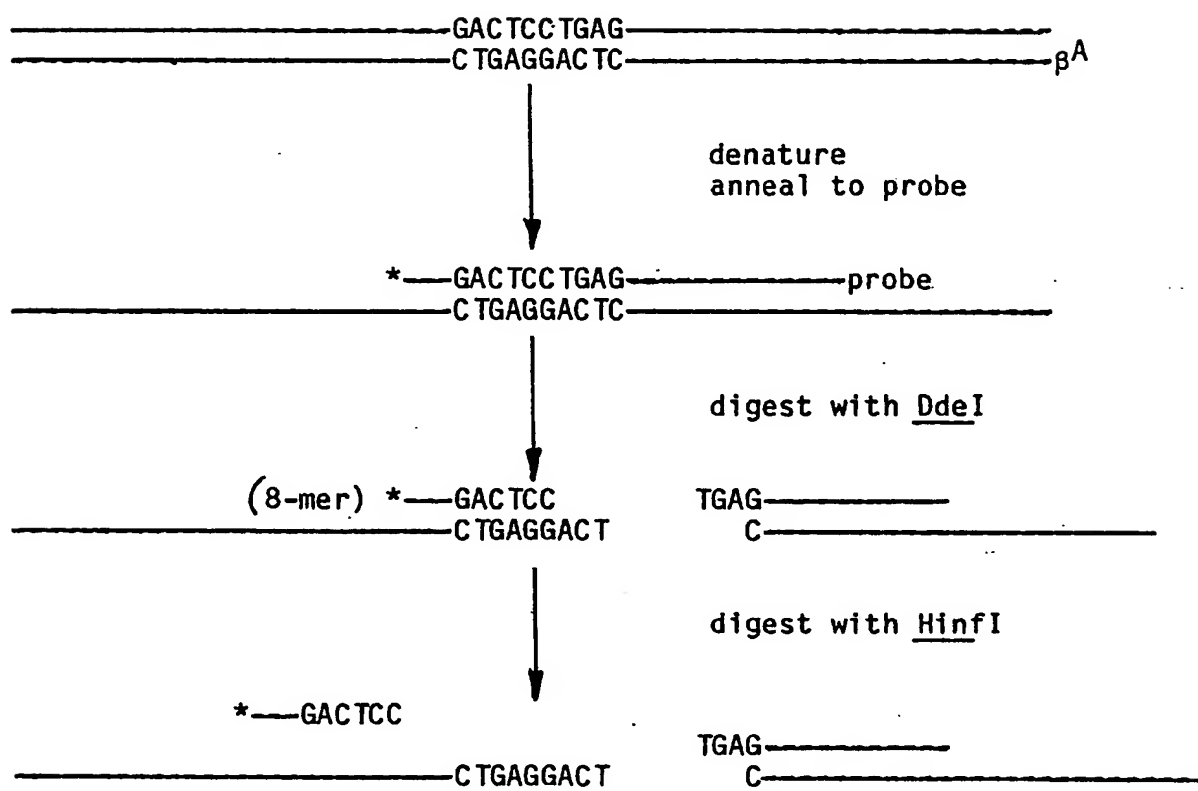 GACTCCTGAG
CTGAGGACTC βA
denature
anneal to probe
* GACTCCTGAG probe
CTGAGGACTC
digest with DdeI
(8-mer) * GACTCC TGAG
CTGAGGACT C
digest with HinfI
* GACTCC
TGAG
CTGAGGACT C